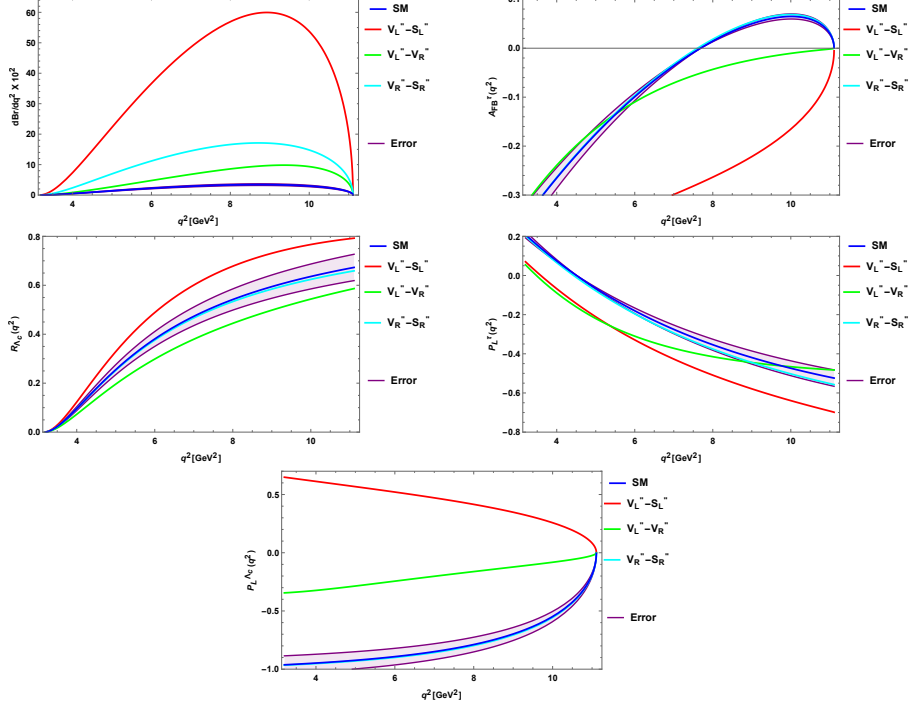 SM
V_L''-S_L''
V_L''-V_R''
V_R''-S_R''
Error
dBr/dq² X 10²
60
50
40
30
20
10
0
4
6
8
10
q² [GeV²]
SM
V_L''-S_L''
V_L''-V_R''
V_R''-S_R''
Error
A_FB^τ(q²)
0.0
-0.1
-0.2
-0.3
4
6
8
10
q² [GeV²]
SM
V_L''-S_L''
V_L''-V_R''
V_R''-S_R''
Error
R_Λc(q²)
0.8
0.6
0.4
0.2
0.0
4
6
8
10
q² [GeV²]
SM
V_L''-S_L''
V_L''-V_R''
V_R''-S_R''
Error
P_L^τ(q²)
0.2
0.0
-0.2
-0.4
-0.6
-0.8
4
6
8
10
q² [GeV²]
SM
V_L''-S_L''
V_L''-V_R''
V_R''-S_R''
Error
P_L^Λc(q²)
0.5
0.0
-0.5
-1.0
4
6
8
10
q² [GeV²]